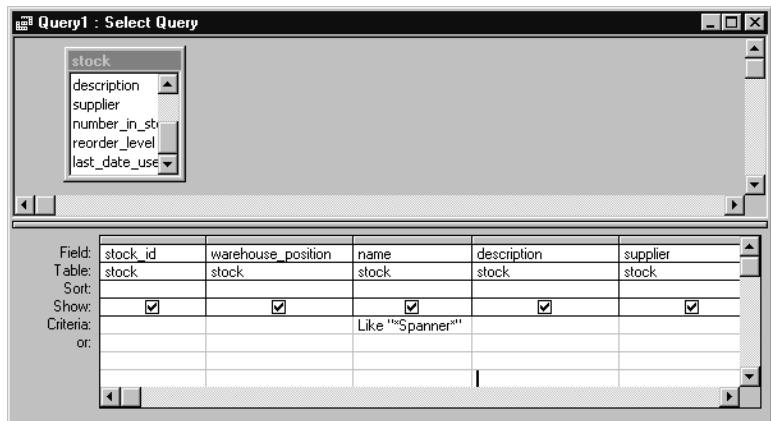 Query1 : Select Query
stock
description
supplier
number_in_sto
reorder_level
last_date_use
Field: stock_id warehouse_position name description supplier
Table: stock stock stock stock stock
Sort:
Show:
Criteria: Like "*Spanner*"
or: